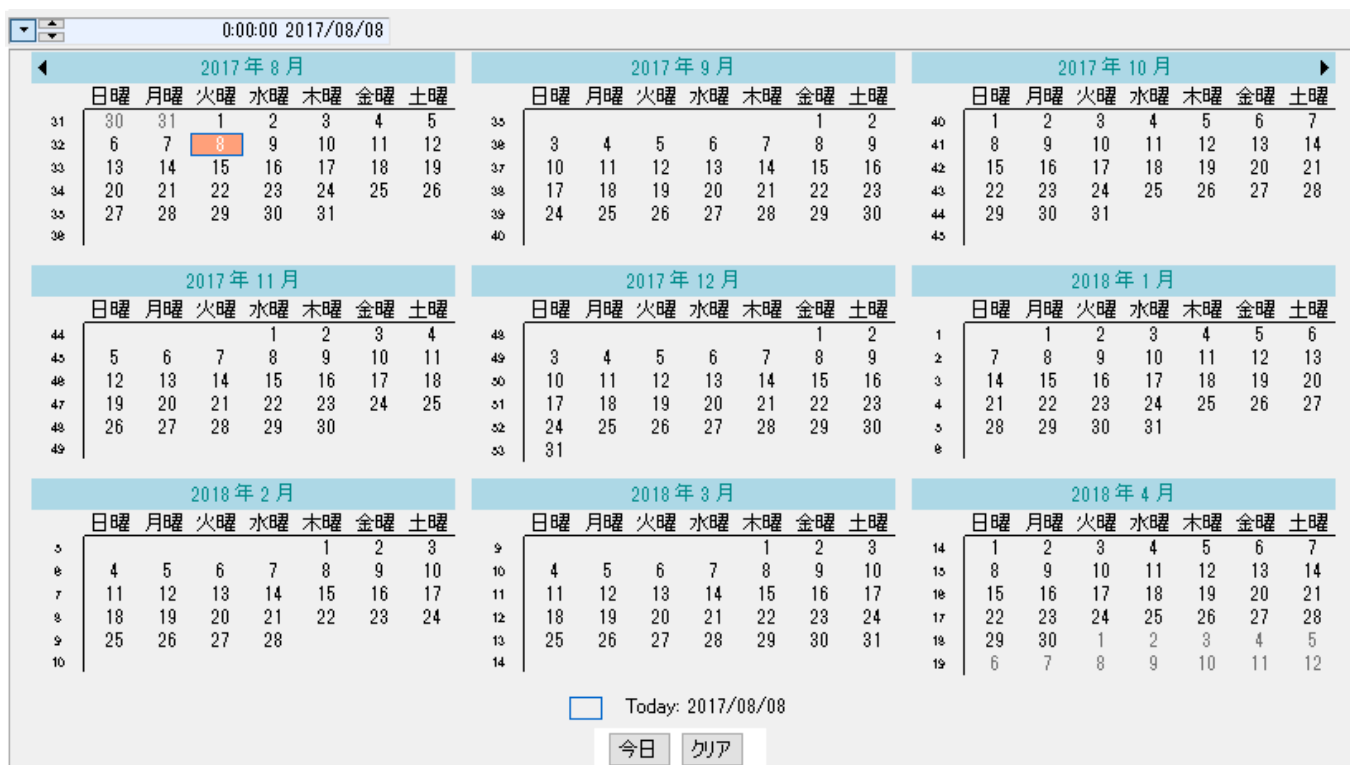 0:00:00 2017/08/08
2017 年 8 月
日曜 月曜 火曜 水曜 木曜 金曜 土曜
31 30 31 1 2 3 4 5
32 6 7 8 9 10 11 12
33 13 14 15 16 17 18 19
34 20 21 22 23 24 25 26
35 27 28 29 30 31
36
2017 年 9 月
日曜 月曜 火曜 水曜 木曜 金曜 土曜
35 1 2
36 3 4 5 6 7 8 9
37 10 11 12 13 14 15 16
38 17 18 19 20 21 22 23
39 24 25 26 27 28 29 30
40
2017 年 10 月
日曜 月曜 火曜 水曜 木曜 金曜 土曜
40 1 2 3 4 5 6 7
41 8 9 10 11 12 13 14
42 15 16 17 18 19 20 21
43 22 23 24 25 26 27 28
44 29 30 31
45
2017 年 11 月
日曜 月曜 火曜 水曜 木曜 金曜 土曜
44 1 2 3 4
45 5 6 7 8 9 10 11
46 12 13 14 15 16 17 18
47 19 20 21 22 23 24 25
48 26 27 28 29 30
49
2017 年 12 月
日曜 月曜 火曜 水曜 木曜 金曜 土曜
48 1 2
49 3 4 5 6 7 8 9
50 10 11 12 13 14 15 16
51 17 18 19 20 21 22 23
52 24 25 26 27 28 29 30
53 31
2018 年 1 月
日曜 月曜 火曜 水曜 木曜 金曜 土曜
1 1 2 3 4 5 6
2 7 8 9 10 11 12 13
3 14 15 16 17 18 19 20
4 21 22 23 24 25 26 27
5 28 29 30 31
6
2018 年 2 月
日曜 月曜 火曜 水曜 木曜 金曜 土曜
5 1 2 3
6 4 5 6 7 8 9 10
7 11 12 13 14 15 16 17
8 18 19 20 21 22 23 24
9 25 26 27 28
10
2018 年 3 月
日曜 月曜 火曜 水曜 木曜 金曜 土曜
9 1 2 3
10 4 5 6 7 8 9 10
11 11 12 13 14 15 16 17
12 18 19 20 21 22 23 24
13 25 26 27 28 29 30 31
14
2018 年 4 月
日曜 月曜 火曜 水曜 木曜 金曜 土曜
14 1 2 3 4 5 6 7
15 8 9 10 11 12 13 14
16 15 16 17 18 19 20 21
17 22 23 24 25 26 27 28
18 29 30 1 2 3 4 5
19 6 7 8 9 10 11 12
Today: 2017/08/08
今日 クリア